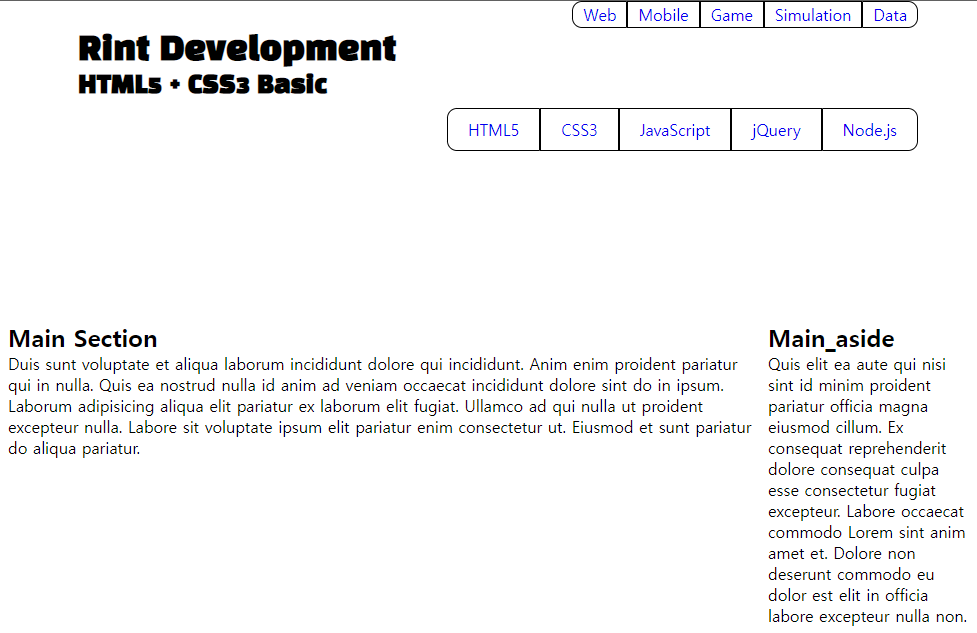 Web Mobile Game Simulation Data
Rint Development
HTML5 + CSS3 Basic
HTML5 CSS3 JavaScript jQuery Node.js
Main Section
Duis sunt voluptate et aliqua laborum incididunt dolore qui incididunt. Anim enim proident pariatur
qui in nulla. Quis ea nostrud nulla id anim ad veniam occaecat incididunt dolore sint do in ipsum.
Laborum adipisicing aliqua elit pariatur ex laborum elit fugiat. Ullamco ad qui nulla ut proident
excepteur nulla. Labore sit voluptate ipsum elit pariatur enim consectetur ut. Eiusmod et sunt pariatur
do aliqua pariatur.
Main_aside
Quis elit ea aute qui nisi
sint id minim proident
pariatur officia magna
eiusmod cillum. Ex
consequat reprehenderit
dolore consequat culpa
esse consectetur fugiat
excepteur. Labore occaecat
commodo Lorem sint anim
amet et. Dolore non
deserunt commodo eu
dolor est elit in officia
labore excepteur nulla non.